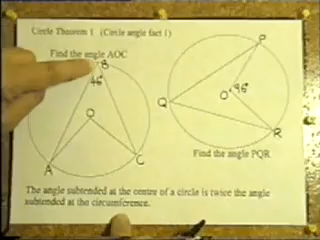 Circle Theorem 1 (Circle angle fact 1)
Find the angle AOC
B
46°
P
O
96°
Q
O
R
A
C
Find the angle PQR
The angle subtended at the centre of a circle is twice the angle
subtended at the circumference.